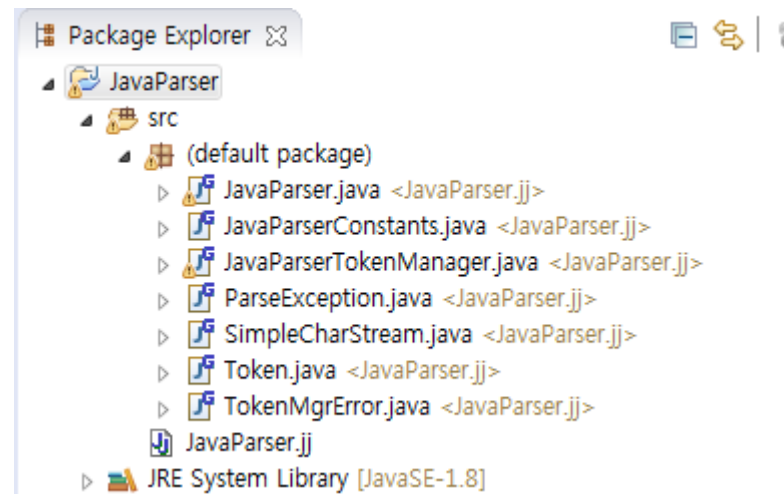 Package Explorer
JavaParser
src
(default package)
JavaParser.java <JavaParser.jj>
JavaParserConstants.java <JavaParser.jj>
JavaParserTokenManager.java <JavaParser.jj>
ParseException.java <JavaParser.jj>
SimpleCharStream.java <JavaParser.jj>
Token.java <JavaParser.jj>
TokenMgrError.java <JavaParser.jj>
JavaParser.jj
JRE System Library [JavaSE-1.8]